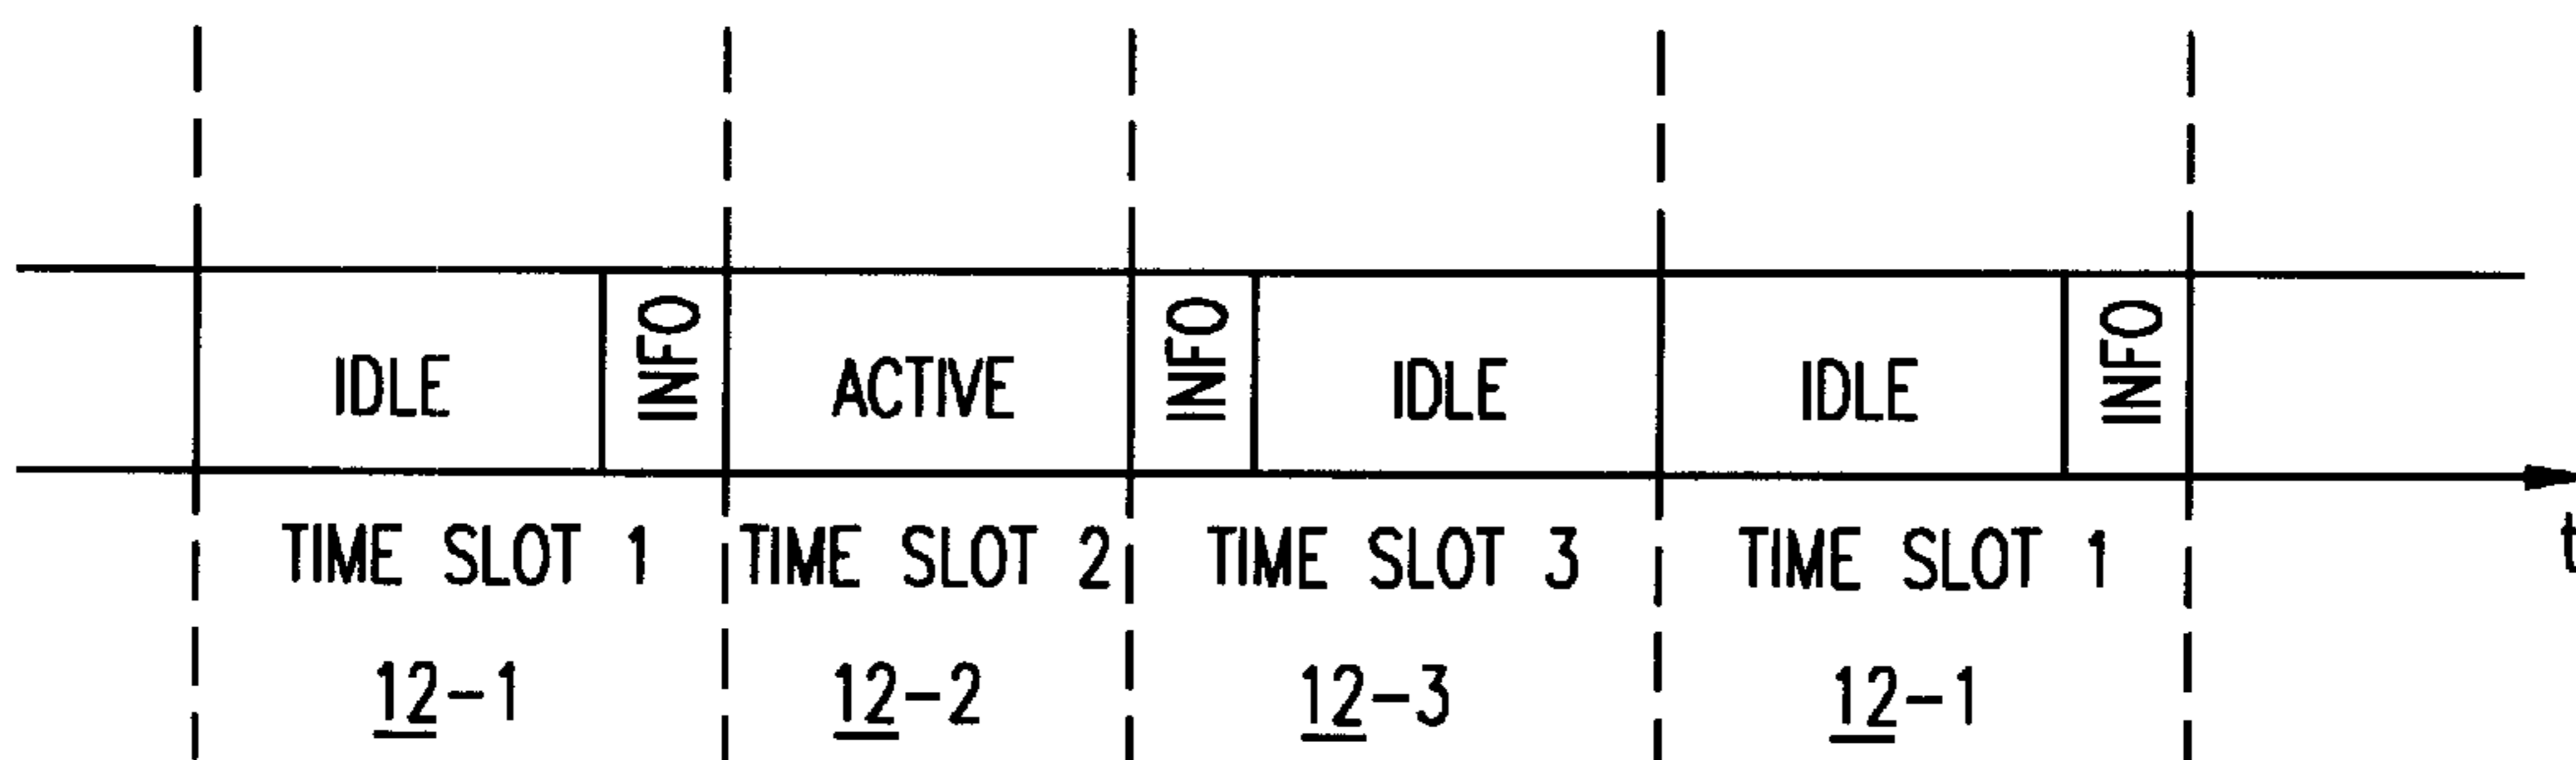 IDLE INFO ACTIVE INFO IDLE IDLE INFO
t
TIME SLOT 1 TIME SLOT 2 TIME SLOT 3 TIME SLOT 1
12-1 12-2 12-3 12-1